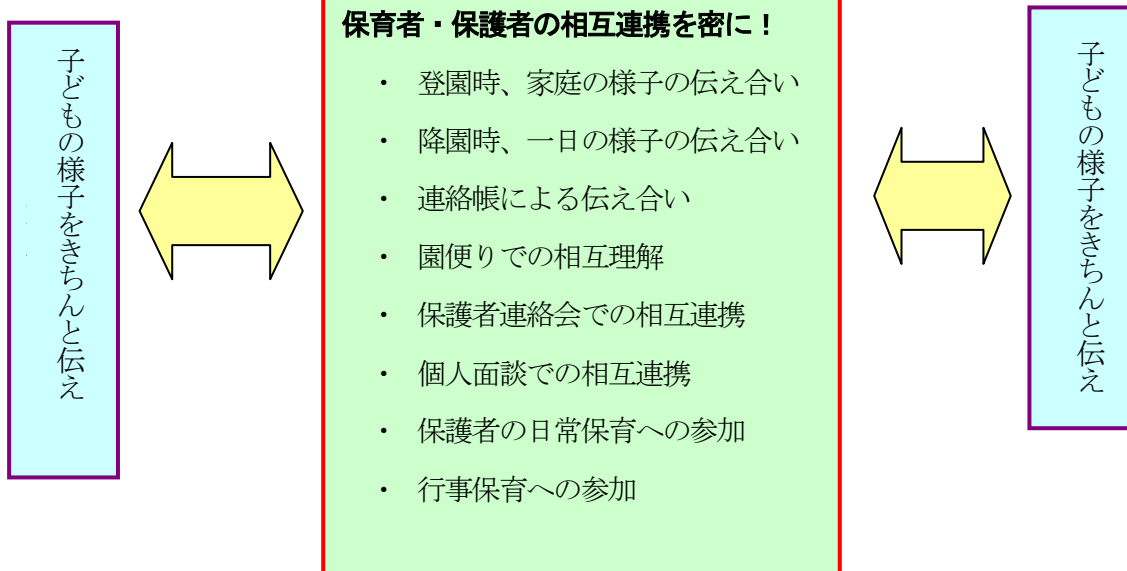 子どもの様子をきちんと伝え
保育者・保護者の相互連携を密に！
・ 登園時、家庭の様子の伝え合い
・ 降園時、一日の様子の伝え合い
・ 連絡帳による伝え合い
・ 園便りでの相互理解
・ 保護者連絡会での相互連携
・ 個人面談での相互連携
・ 保護者の日常保育への参加
・ 行事保育への参加
子どもの様子をきちんと伝え